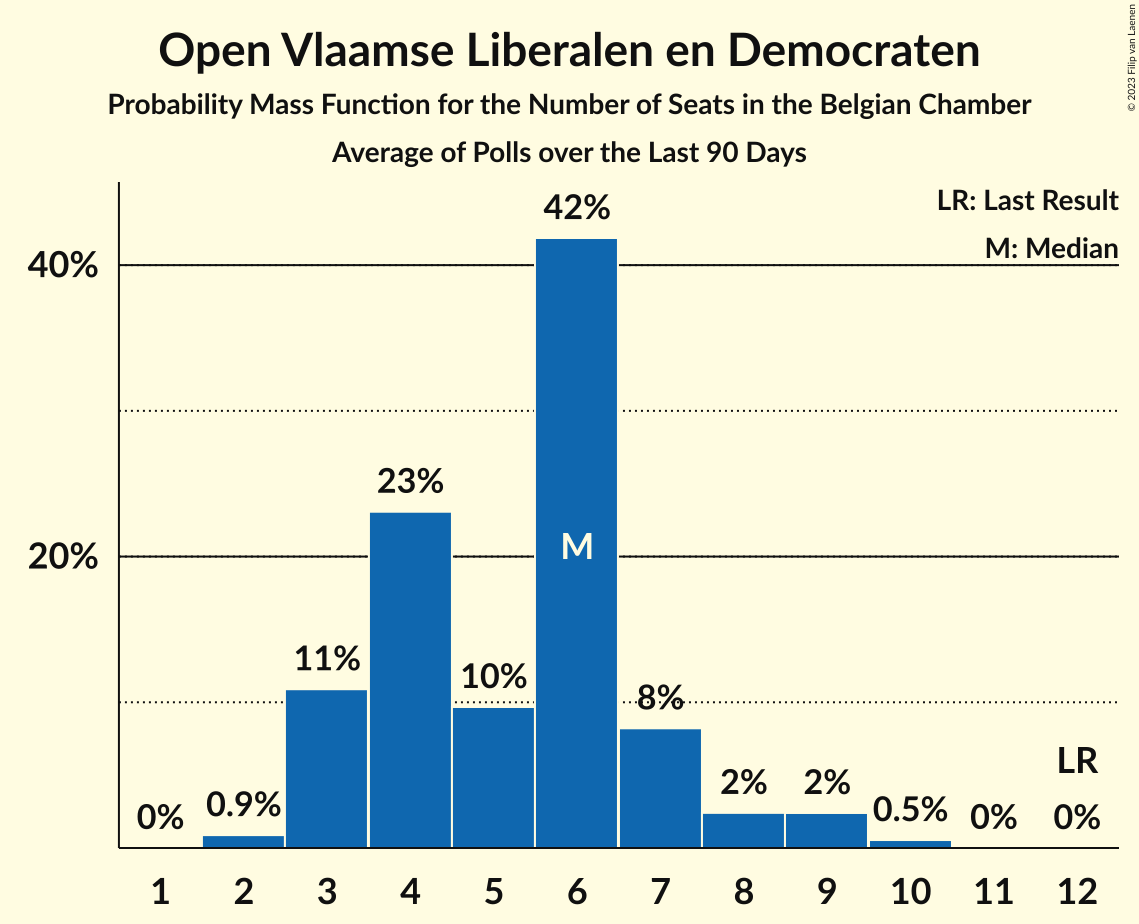 Open Vlaamse Liberalen en Democraten
Probability Mass Function for the Number of Seats in the Belgian Chamber
Average of Polls over the Last 90 Days
© 2023 Filip van Laenen
LR: Last Result
M: Median
40%
20%
0%
0.9%
11%
23%
10%
42%
M
8%
2%
2%
0.5%
0%
LR
0%
1 2 3 4 5 6 7 8 9 10 11 12